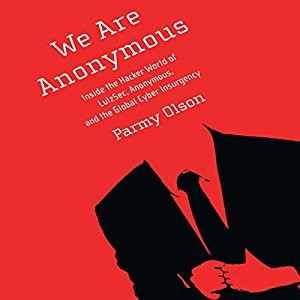 We Are
Anonymous
Inside the Hacker World of
LulzSec, Anonymous,
and the Global Cyber Insurgency
Parmy Olson